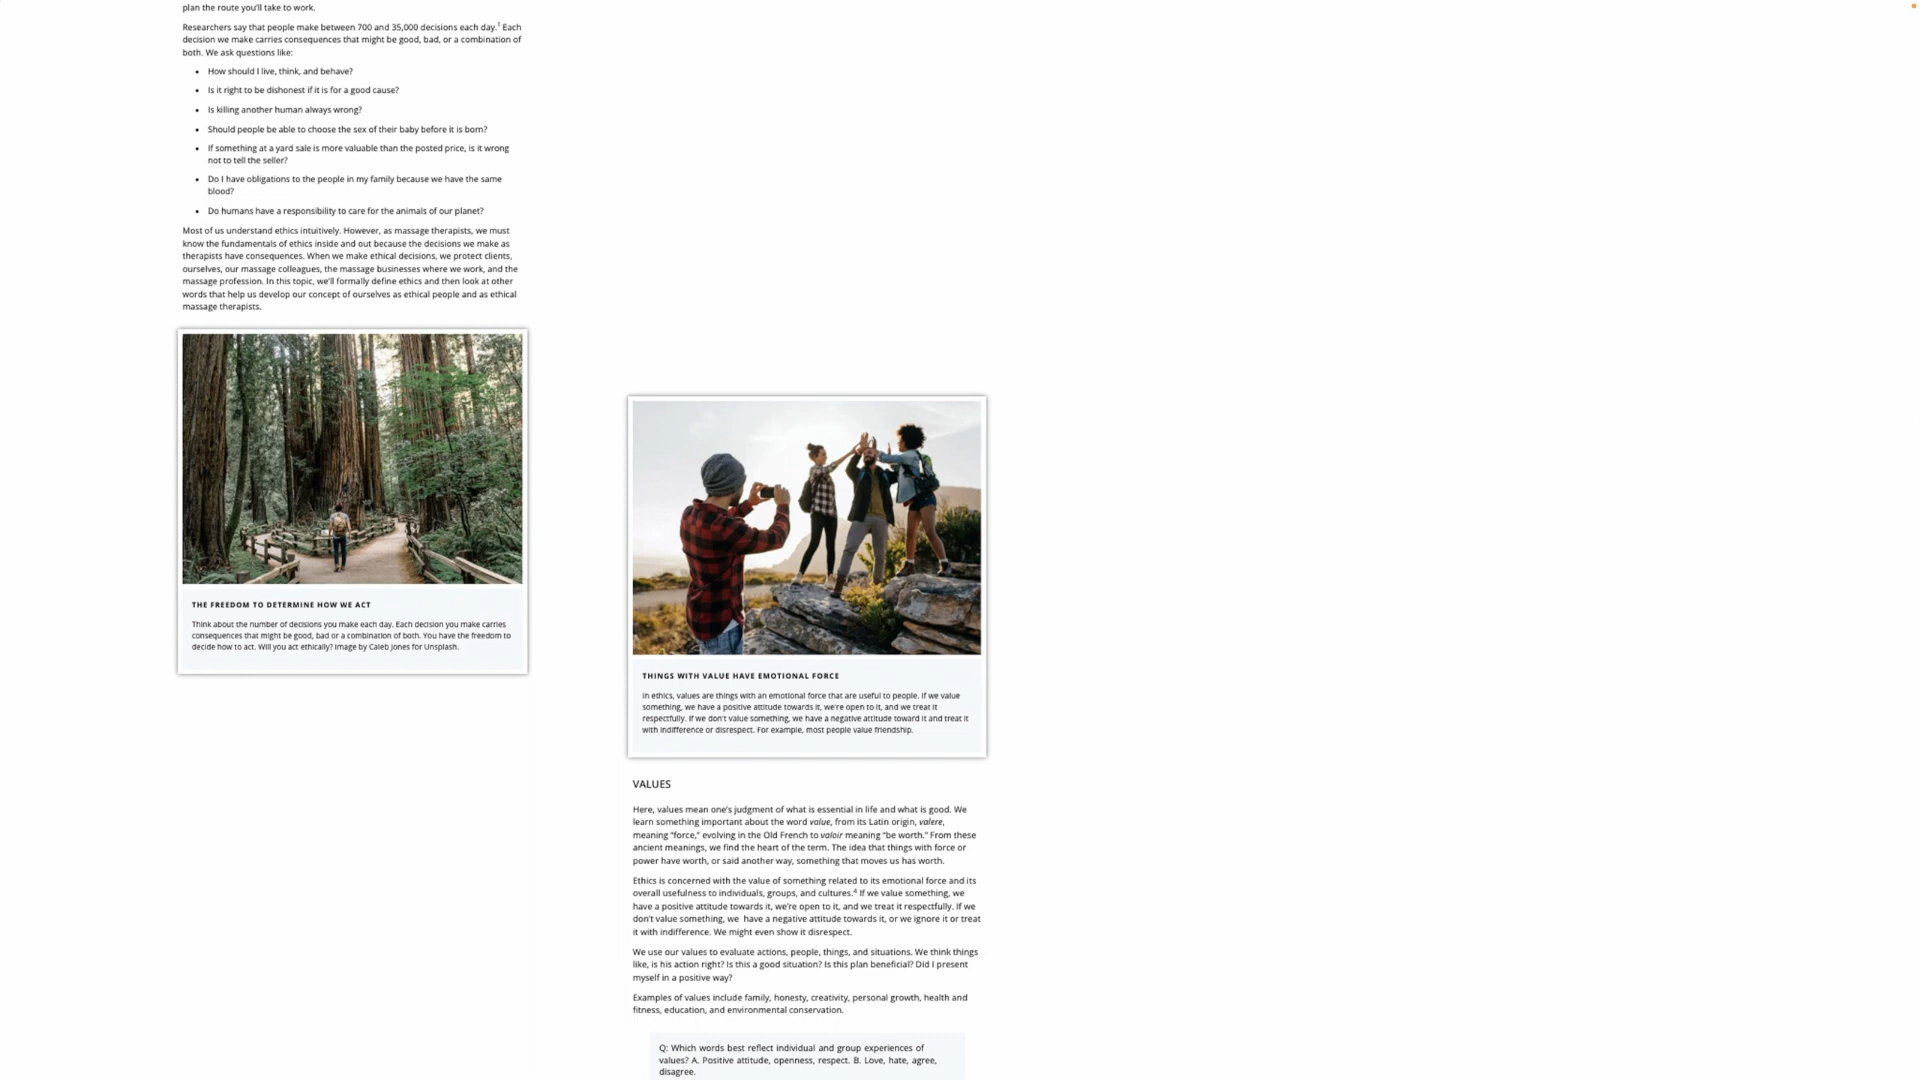 plan the route you'll take to work.
Researchers say that people make between 700 and 35,000 decisions each day.1 Each
decision we make carries consequences that might be good, bad, or a combination of
both. We ask questions like:
• How should I live, think, and behave?
• Is it right to be dishonest if it is for a good cause?
• Is killing another human always wrong?
• Should people be able to choose the sex of their baby before it is born?
• If something at a yard sale is more valuable than the posted price, is it wrong
not to tell the seller?
• Do I have obligations to the people in my family because we have the same
blood?
• Do humans have a responsibility to care for the animals of our planet?
Most of us understand ethics intuitively. However, as massage therapists, we must
know the fundamentals of ethics inside and out because the decisions we make as
therapists have consequences. When we make ethical decisions, we protect clients,
ourselves, our massage colleagues, the massage businesses where we work, and the
massage profession. In this topic, we'll formally define ethics and then look at other
words that help us develop our concept of ourselves as ethical people and as ethical
massage therapists.
THE FREEDOM TO DETERMINE HOW WE ACT
Think about the number of decisions you make each day. Each decision you make carries
consequences that might be good, bad or a combination of both. You have the freedom to
decide how to act. Will you act ethically? Image by Caleb Jones for Unsplash.
THINGS WITH VALUE HAVE EMOTIONAL FORCE
In ethics, values are things with an emotional force that are useful to people. If we value
something, we have a positive attitude towards it, we're open to it, and we treat it
respectfully. If we don't value something, we have a negative attitude toward it and treat it
with indifference or disrespect. For example, most people value friendship.
VALUES
Here, values mean one's judgment of what is essential in life and what is good. We
learn something important about the word value, from its Latin origin, valere,
meaning "force," evolving in the Old French to valoir meaning "be worth." From these
ancient meanings, we find the heart of the term. The idea that things with force or
power have worth, or said another way, something that moves us has worth.
Ethics is concerned with the value of something related to its emotional force and its
overall usefulness to individuals, groups, and cultures.4 If we value something, we
have a positive attitude towards it, we're open to it, and we treat it respectfully. If we
don't value something, we have a negative attitude towards it, or we ignore it or treat
it with indifference. We might even show it disrespect.
We use our values to evaluate actions, people, things, and situations. We think things
like, is his action right? Is this a good situation? Is this plan beneficial? Did I present
myself in a positive way?
Examples of values include family, honesty, creativity, personal growth, health and
fitness, education, and environmental conservation.
Q: Which words best reflect individual and group experiences of
values? A. Positive attitude, openness, respect. B. Love, hate, agree,
disagree.